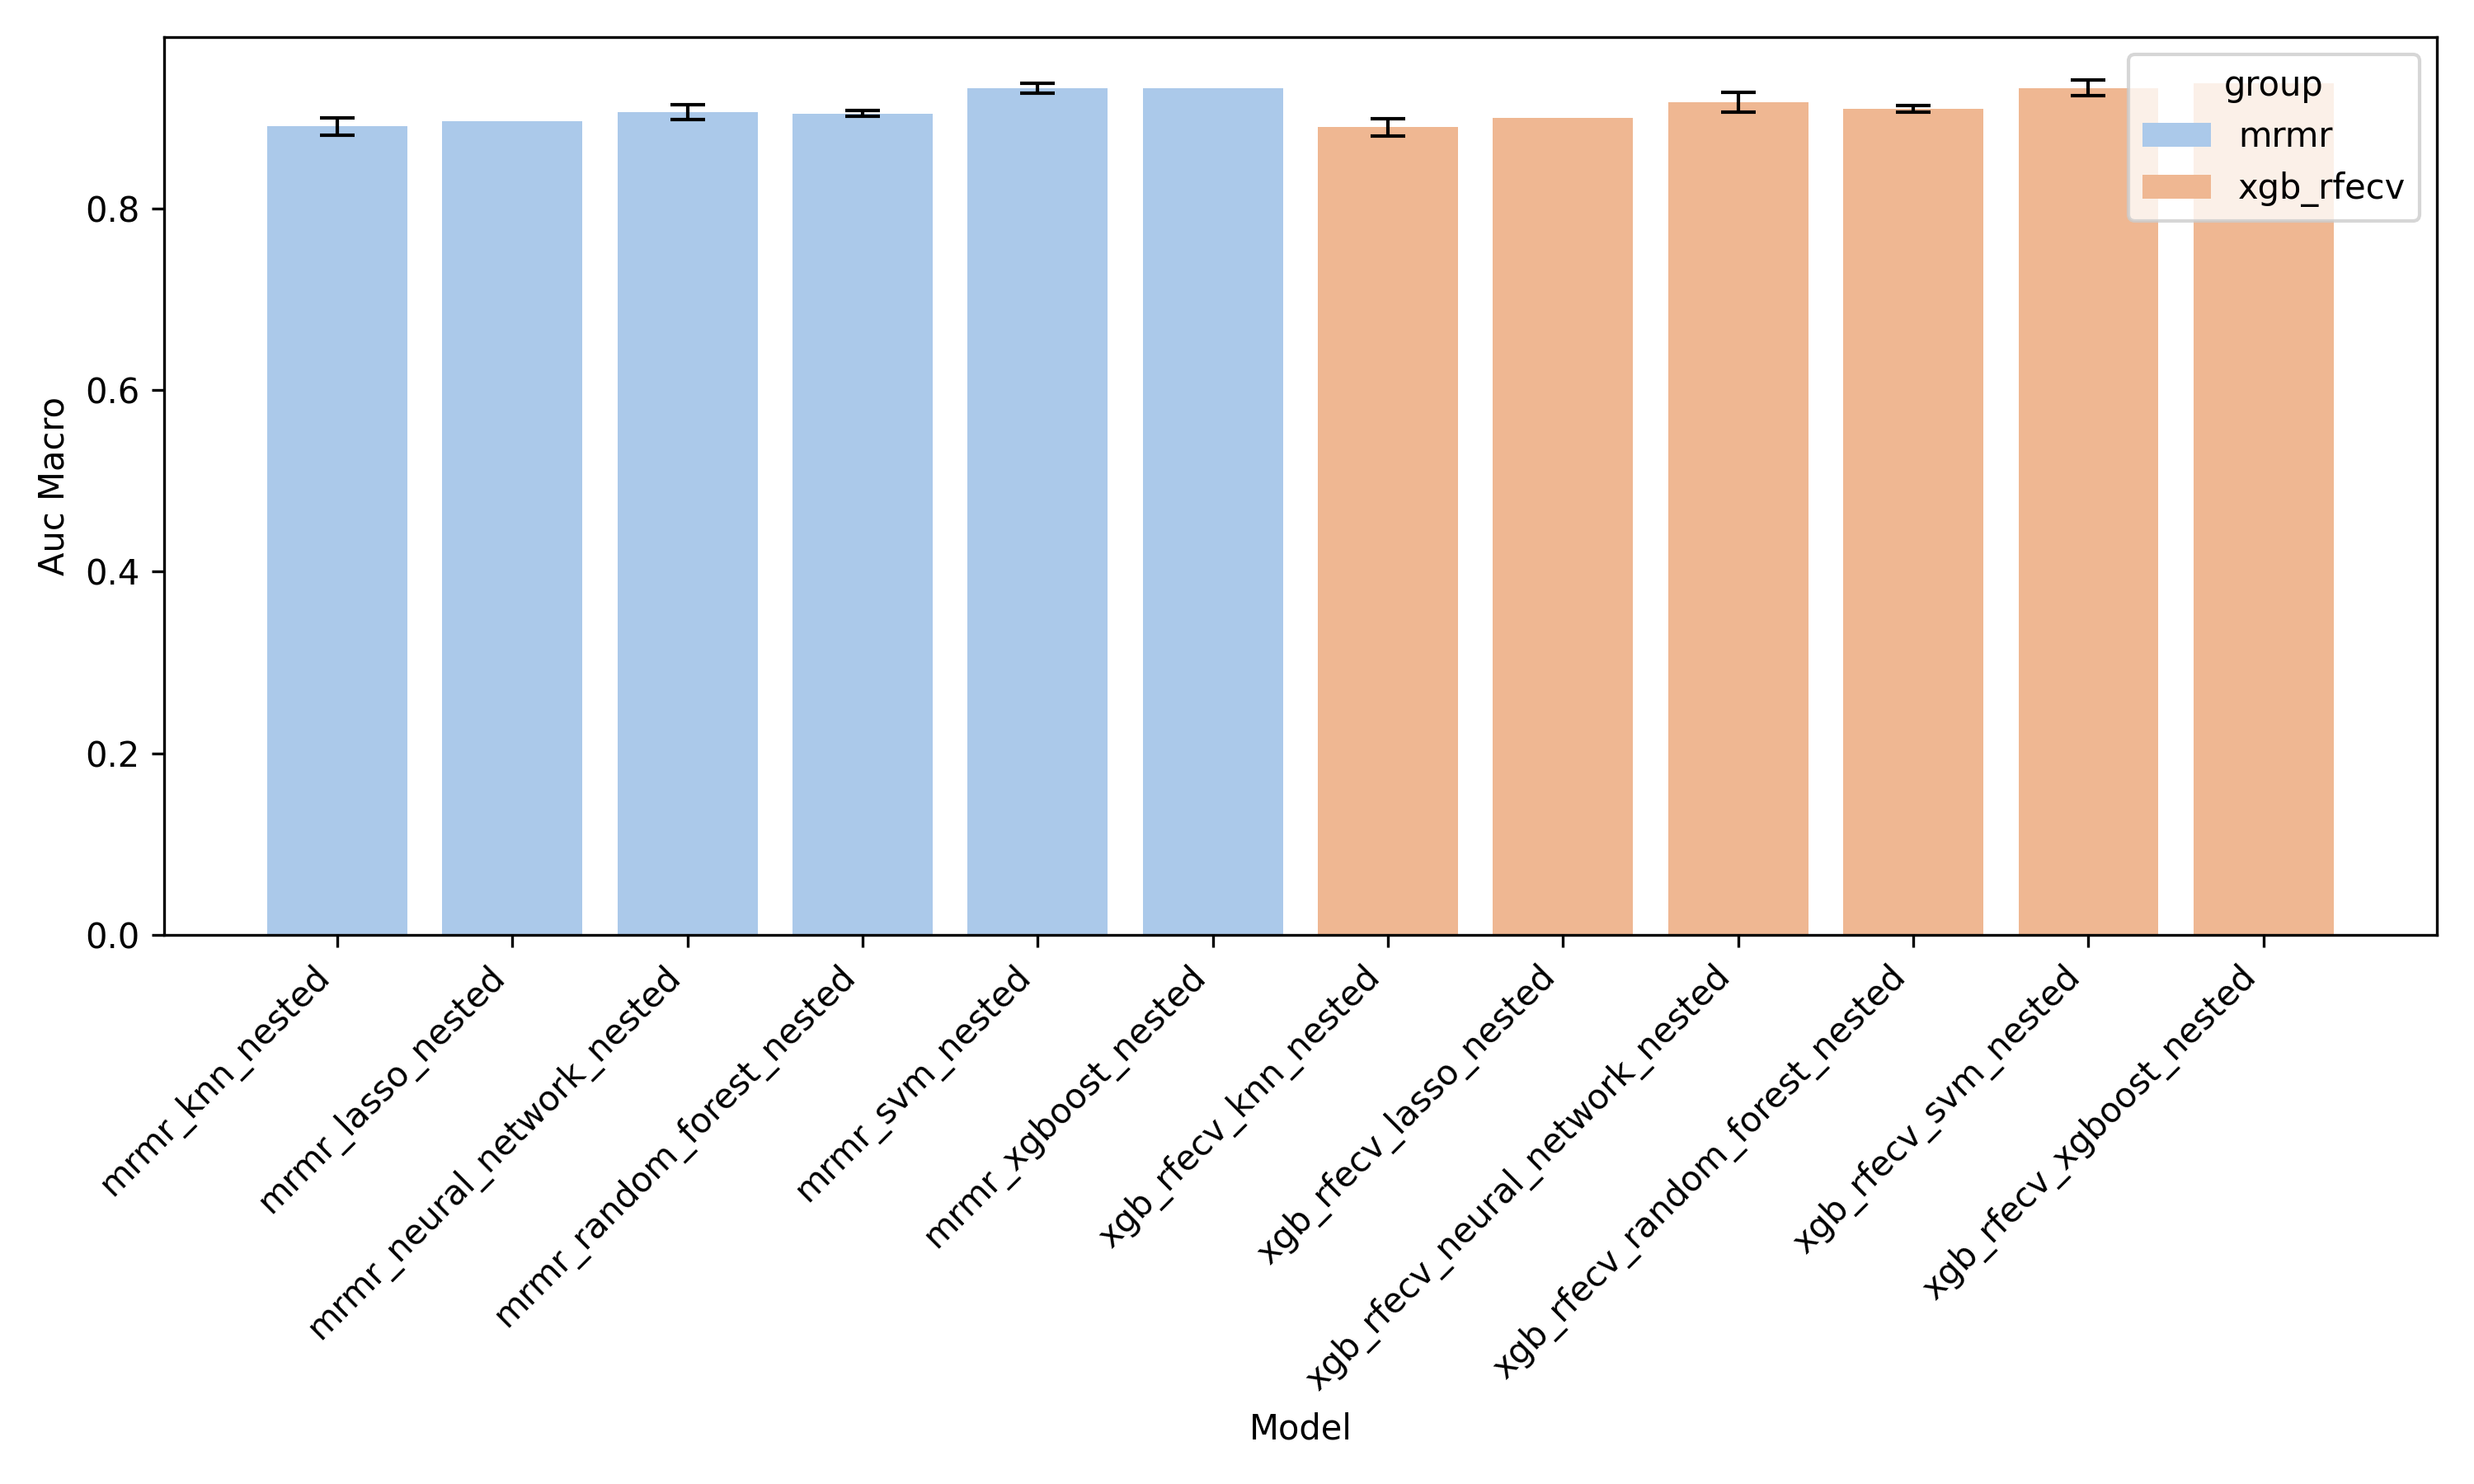 group
mrmr
xgb_rfecv
Auc Macro
0.8
0.6
0.4
0.2
0.0
mrmr_knn_nested
mrmr_lasso_nested
mrmr_neural_network_nested
mrmr_random_forest_nested
mrmr_svm_nested
mrmr_xgboost_nested
xgb_rfecv_knn_nested
xgb_rfecv_lasso_nested
xgb_rfecv_neural_network_nested
xgb_rfecv_random_forest_nested
xgb_rfecv_svm_nested
xgb_rfecv_xgboost_nested
Model